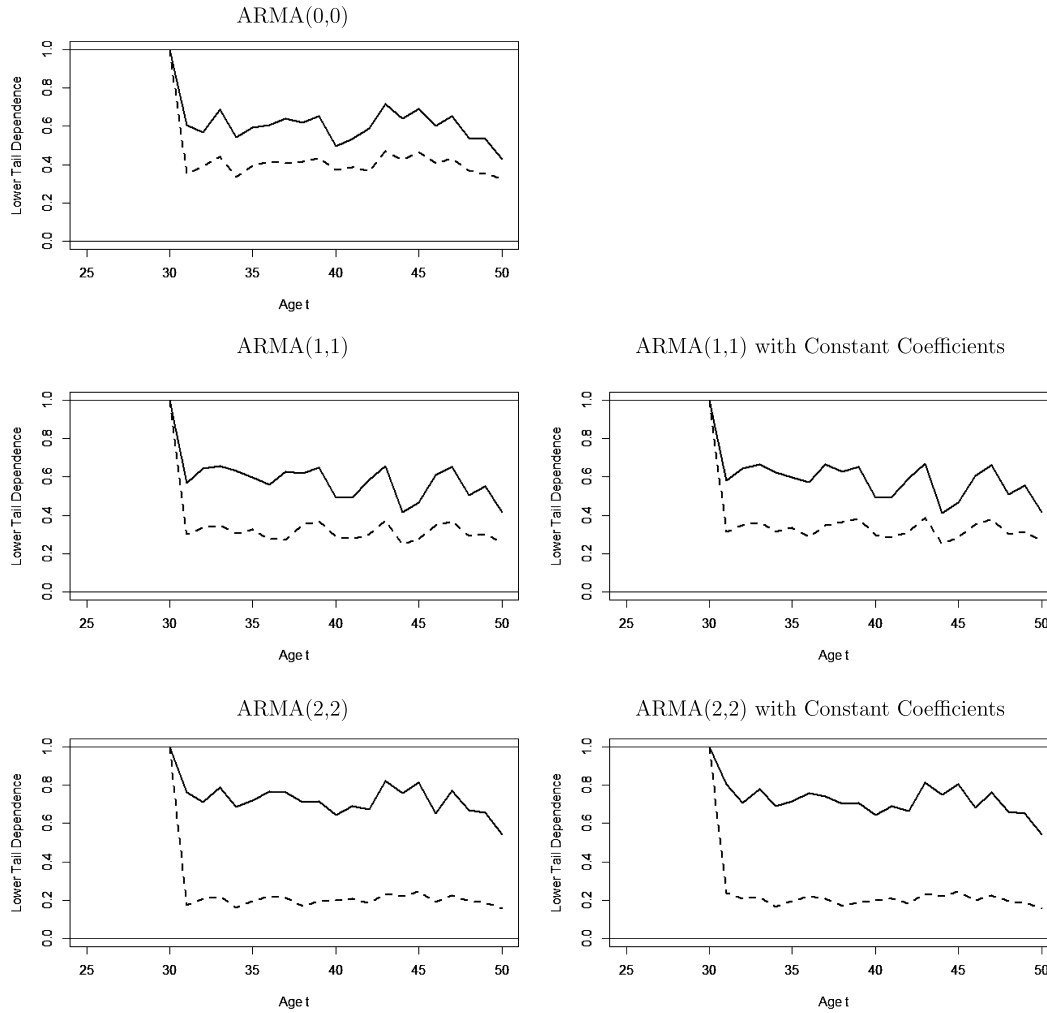 ARMA(0,0)
Lower Tail Dependence
0.0 0.2 0.4 0.6 0.8 1.0
25 30 35 40 45 50
Age t
ARMA(1,1)
Lower Tail Dependence
0.0 0.2 0.4 0.6 0.8 1.0
25 30 35 40 45 50
Age t
ARMA(1,1) with Constant Coefficients
Lower Tail Dependence
0.0 0.2 0.4 0.6 0.8 1.0
25 30 35 40 45 50
Age t
ARMA(2,2)
Lower Tail Dependence
0.0 0.2 0.4 0.6 0.8 1.0
25 30 35 40 45 50
Age t
ARMA(2,2) with Constant Coefficients
Lower Tail Dependence
0.0 0.2 0.4 0.6 0.8 1.0
25 30 35 40 45 50
Age t